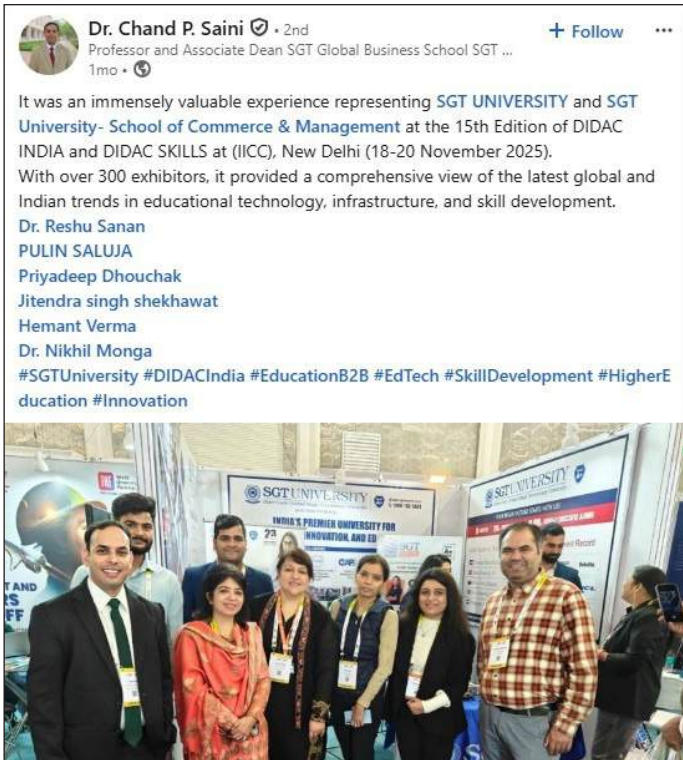 Dr. Chand P. Saini • 2nd
+ Follow
Professor and Associate Dean SGT Global Business School SGT ...
1mo •
It was an immensely valuable experience representing SGT UNIVERSITY and SGT
University- School of Commerce & Management at the 15th Edition of DIDAC
INDIA and DIDAC SKILLS at (IICC), New Delhi (18-20 November 2025).
With over 300 exhibitors, it provided a comprehensive view of the latest global and
Indian trends in educational technology, infrastructure, and skill development.
Dr. Reshu Sanan
PULIN SALUJA
Priyadeep Dhouchak
Jitendra singh shekhawat
Hemant Verma
Dr. Nikhil Monga
#SGTUniversity #DIDACIndia #EducationB2B #EdTech #SkillDevelopment #HigherE
ducation #Innovation
SGT UNIVERSITY
INDIA'S PREMIER UNIVERSITY FOR
INNOVATION, AND ED
SGT
SGT UNIVERSITY
T AND
RS
FF